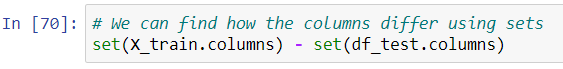 In [70]: # We can find how the columns differ using sets
set(X_train.columns) - set(df_test.columns)